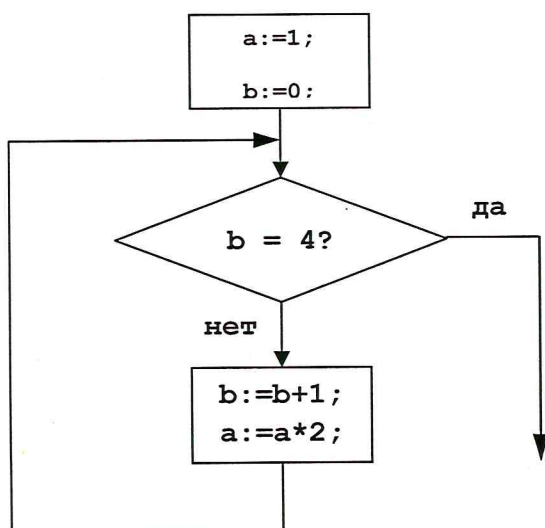 a:=1;
b:=0;
b = 4?
да
нет
b:=b+1;
a:=a*2;